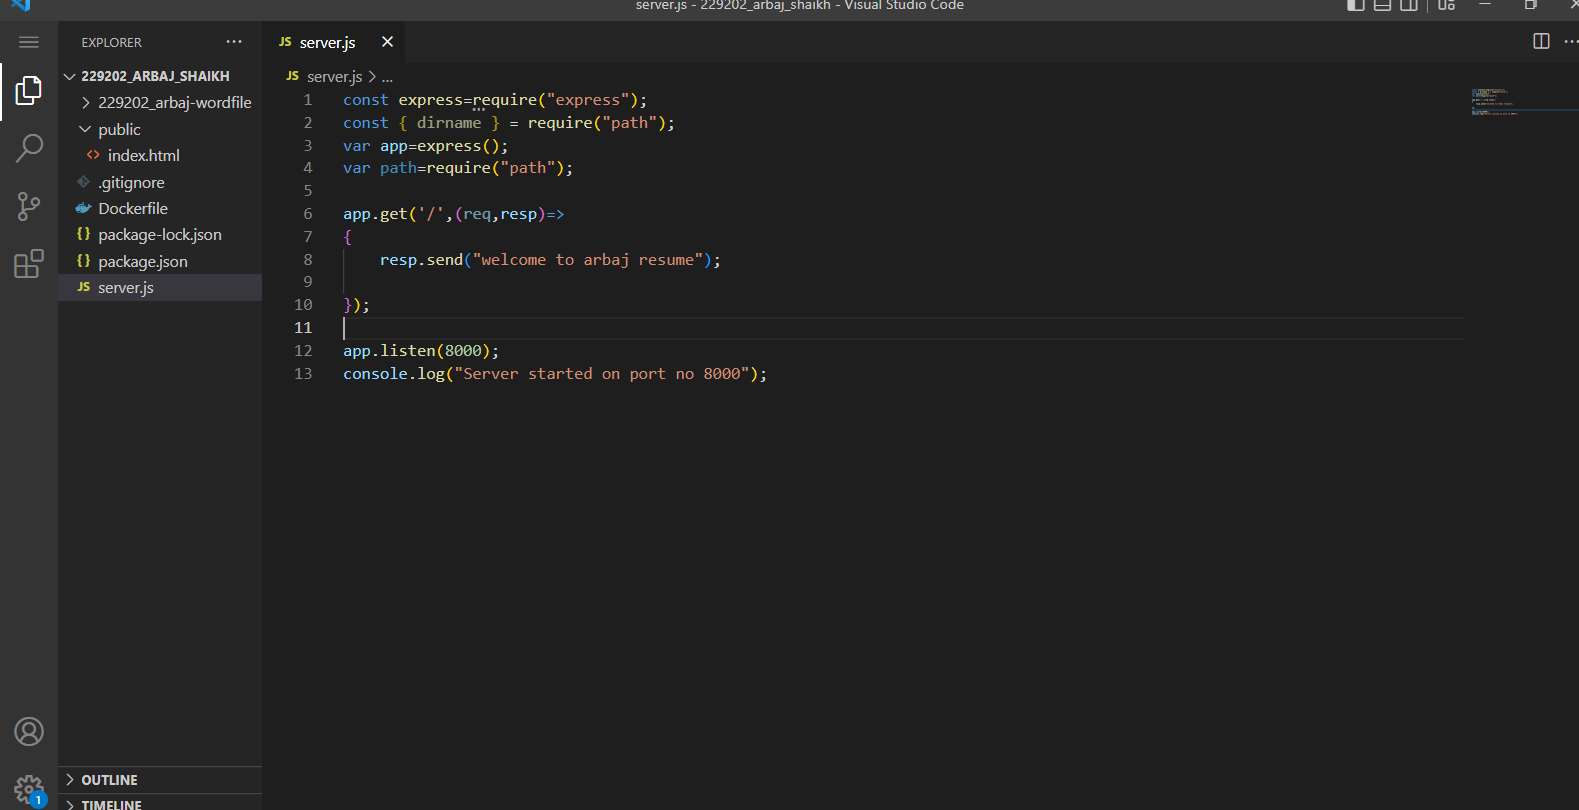 server.js - 229202_arbaj_shaikh - Visual Studio Code
EXPLORER
229202_ARBAJ_SHAIKH
229202_arbaj-wordfile
public
<> index.html
.gitignore
Dockerfile
{} package-lock.json
{} package.json
JS server.js
OUTLINE
TIMELINE
1
JS server.js
JS server.js > ...
1 const express=require("express");
2 const { dirname } = require("path");
3 var app=express();
4 var path=require("path");
5
6 app.get('/',(req,resp)=>
7 {
8 resp.send("welcome to arbaj resume");
9
10 });
11
12 app.listen(8000);
13 console.log("Server started on port no 8000");